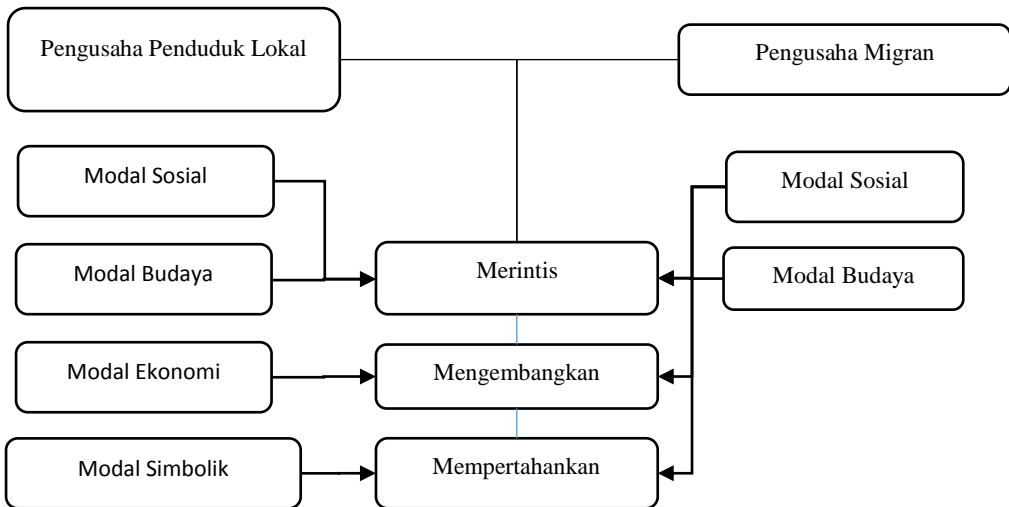 Pengusaha Penduduk Lokal
Pengusaha Migran
Modal Sosial
Modal Sosial
Modal Budaya
Merintis
Modal Budaya
Modal Ekonomi
Mengembangkan
Modal Simbolik
Mempertahankan